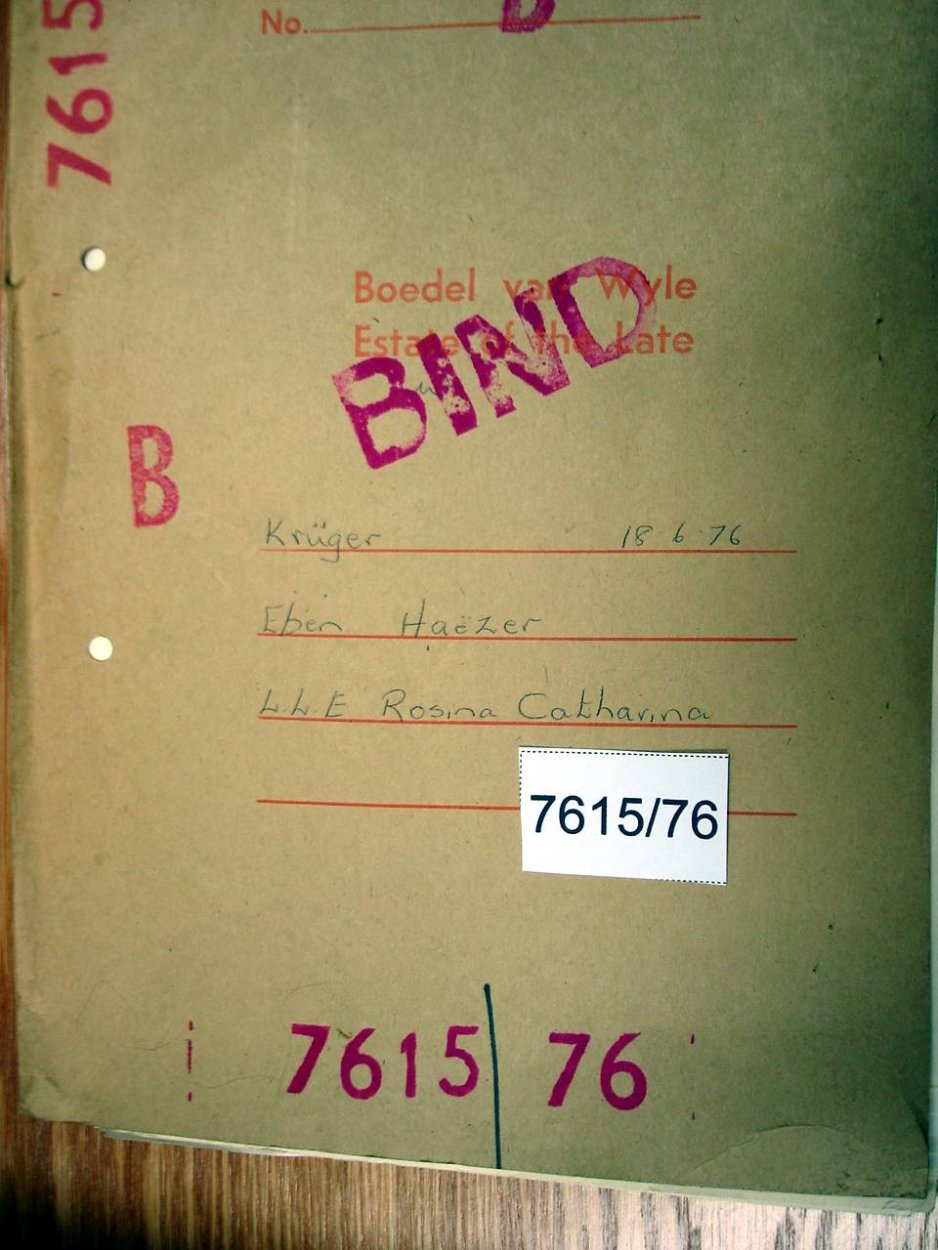 7615
No. B
Boedel van Wyle
Estate of the Late
BIND
B
Krüger 18.6.76
Eben Haëzer
L.L.E Rosina Catharina
7615/76
7615/76